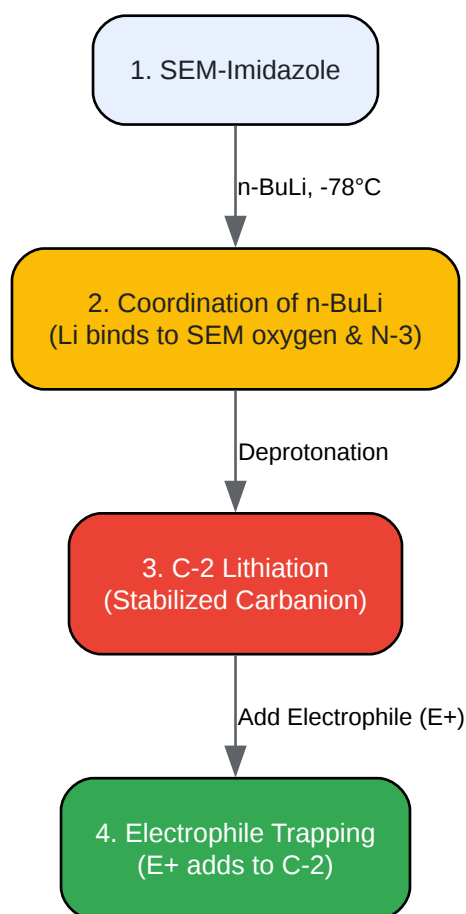 1. SEM-Imidazole
n-BuLi, -78°C
2. Coordination of n-BuLi
(Li binds to SEM oxygen & N-3)
Deprotonation
3. C-2 Lithiation
(Stabilized Carbanion)
Add Electrophile (E+)
4. Electrophile Trapping
(E+ adds to C-2)